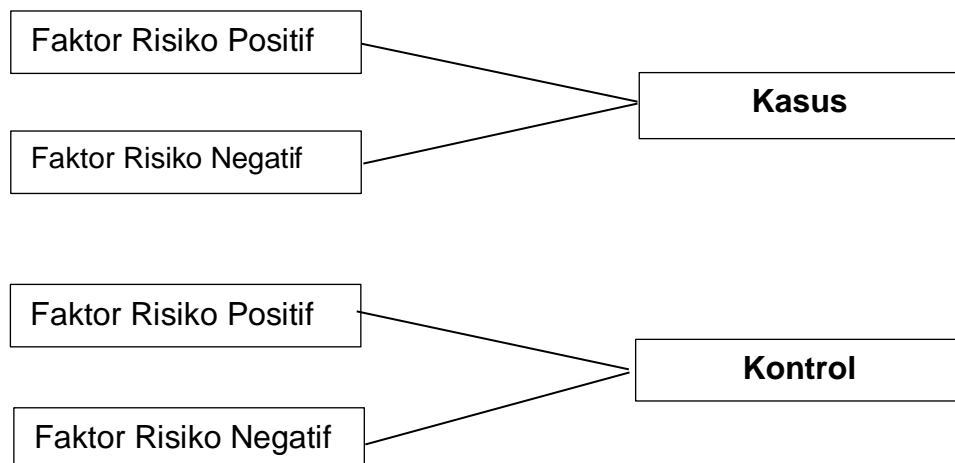 Faktor Risiko Positif
Kasus
Faktor Risiko Negatif
Faktor Risiko Positif
Kontrol
Faktor Risiko Negatif